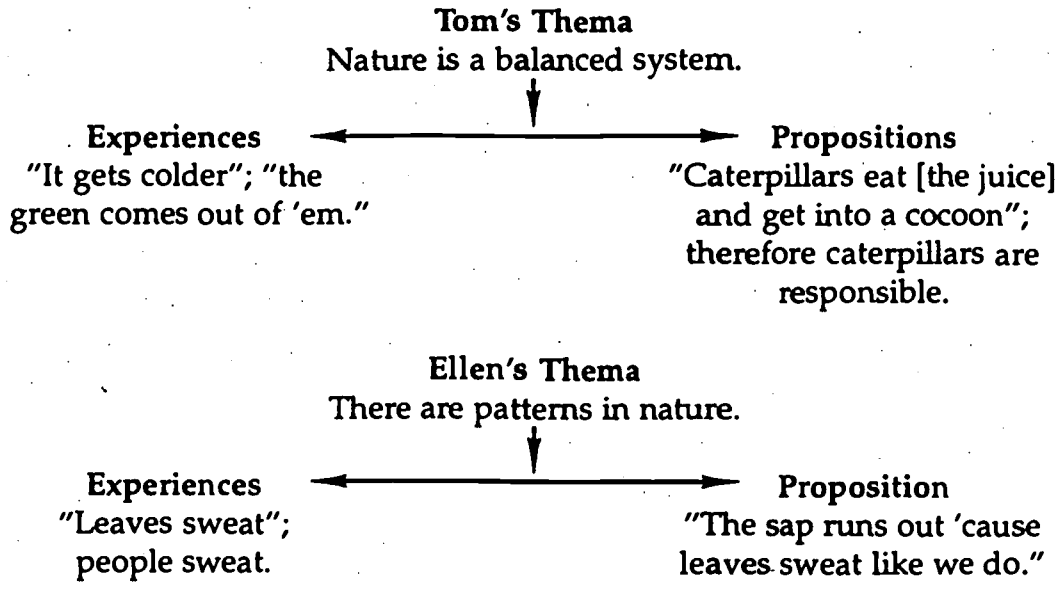 Tom's Thema
Nature is a balanced system.
Experiences
"It gets colder"; "the
green comes out of 'em."
Propositions
"Caterpillars eat [the juice]
and get into a cocoon";
therefore caterpillars are
responsible.
Ellen's Thema
There are patterns in nature.
Experiences
"Leaves sweat";
people sweat.
Proposition
"The sap runs out 'cause
leaves sweat like we do."